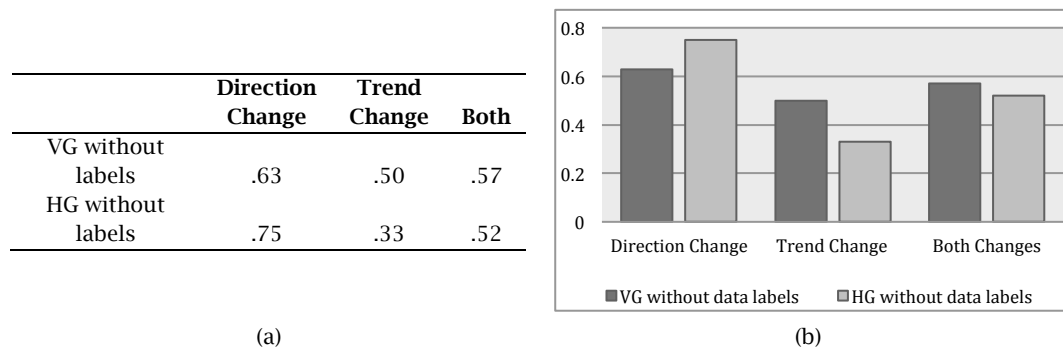 Direction Change Trend Change Both
VG without labels .63 .50 .57
HG without labels .75 .33 .52
(a)
0.8
0.6
0.4
0.2
0
Direction Change Trend Change Both Changes
VG without data labels HG without data labels
(b)